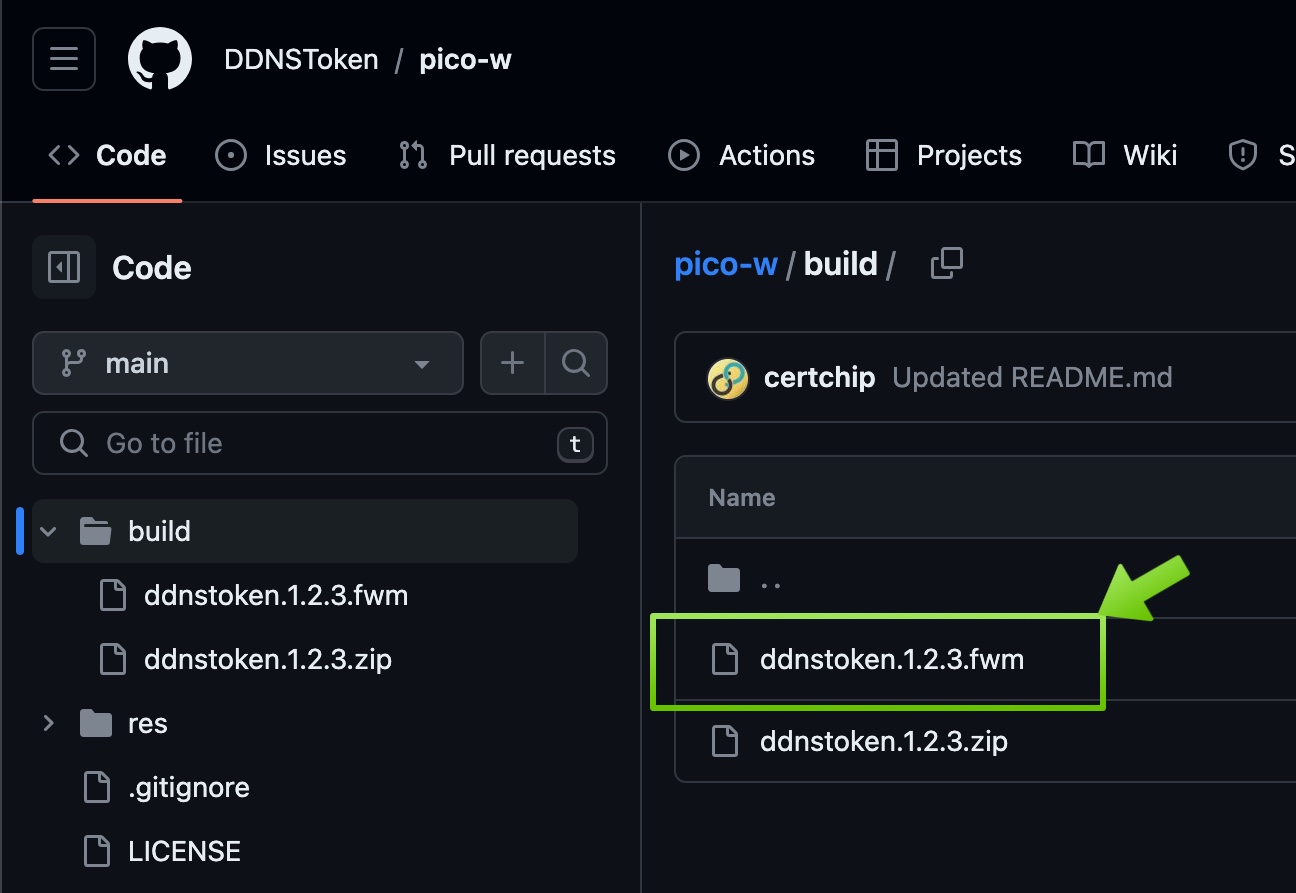 DDNSToken / pico-w
Code Issues Pull requests Actions Projects Wiki S
Code
main
Go to file t
build
ddnstoken.1.2.3.fwm
ddnstoken.1.2.3.zip
res
.gitignore
LICENSE
pico-w / build /
certchip Updated README.md
Name
..
ddnstoken.1.2.3.fwm
ddnstoken.1.2.3.zip